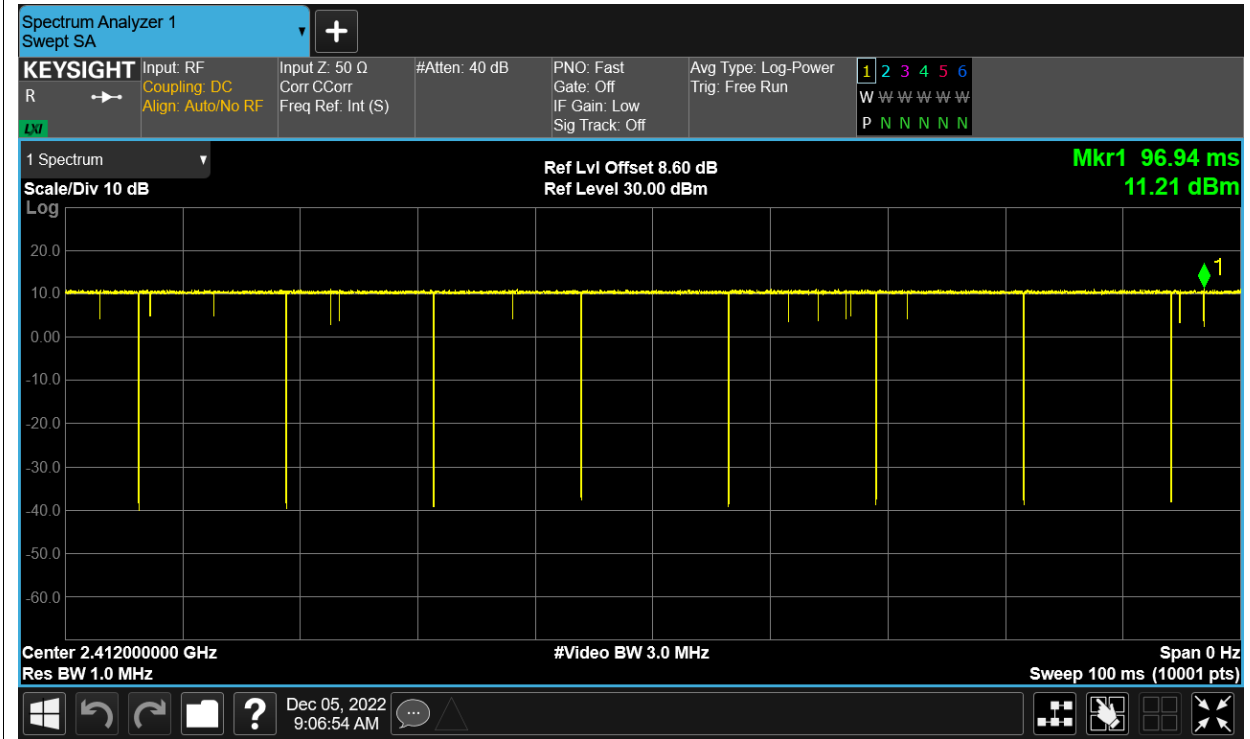 Spectrum Analyzer 1
Swept SA
KEYSIGHT
R
LXI
Input: RF
Coupling: DC
Align: Auto/No RF
Input Z: 50 Ω
Corr CCorr
Freq Ref: Int (S)
#Atten: 40 dB
PNO: Fast
Gate: Off
IF Gain: Low
Sig Track: Off
Avg Type: Log-Power
Trig: Free Run
1 2 3 4 5 6
W W W W W W
P N N N N N
1 Spectrum
Scale/Div 10 dB
Log
Ref Lvl Offset 8.60 dB
Ref Level 30.00 dBm
Mkr1 96.94 ms
11.21 dBm
1
20.0
10.0
0.00
-10.0
-20.0
-30.0
-40.0
-50.0
-60.0
Center 2.412000000 GHz
#Video BW 3.0 MHz
Span 0 Hz
Res BW 1.0 MHz
Sweep 100 ms (10001 pts)
?
Dec 05, 2022
9:06:54 AM